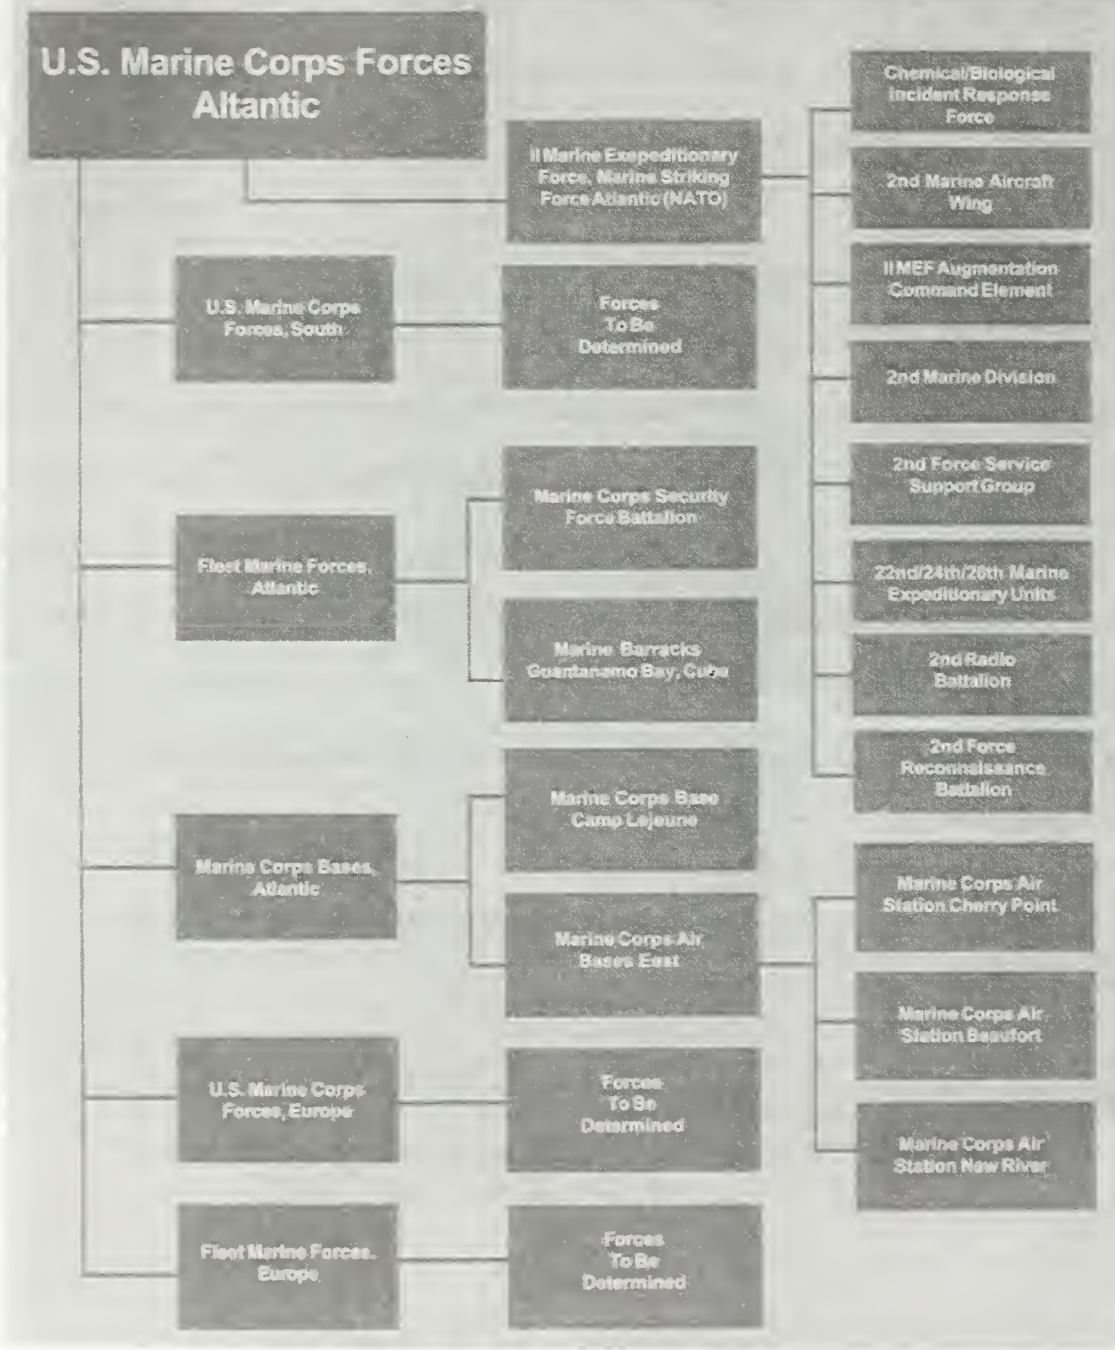 U.S. Marine Corps Forces
Altantic
II Marine Exepeditionary
Force, Marine Striking
Force Atlantic (NATO)
Chemical/Biological
Incident Response
Force
2nd Marine Aircraft
Wing
II MEF Augmentation
Command Element
2nd Marine Division
2nd Force Service
Support Group
22nd/24th/26th Marine
Expeditionary Units
2nd Radio
Battalion
2nd Force
Reconnaissance
Battalion
U.S. Marine Corps
Forces, South
Forces
To Be
Determined
Fleet Marine Forces,
Atlantic
Marine Corps Security
Force Battalion
Marine Barracks
Guantanamo Bay, Cuba
Marine Corps Bases,
Atlantic
Marine Corps Base
Camp Lejeune
Marine Corps Air
Bases East
Marine Corps Air
Station Cherry Point
Marine Corps Air
Station Beaufort
Marine Corps Air
Station New River
U.S. Marine Corps
Forces, Europe
Forces
To Be
Determined
Fleet Marine Forces,
Europe
Forces
To Be
Determined